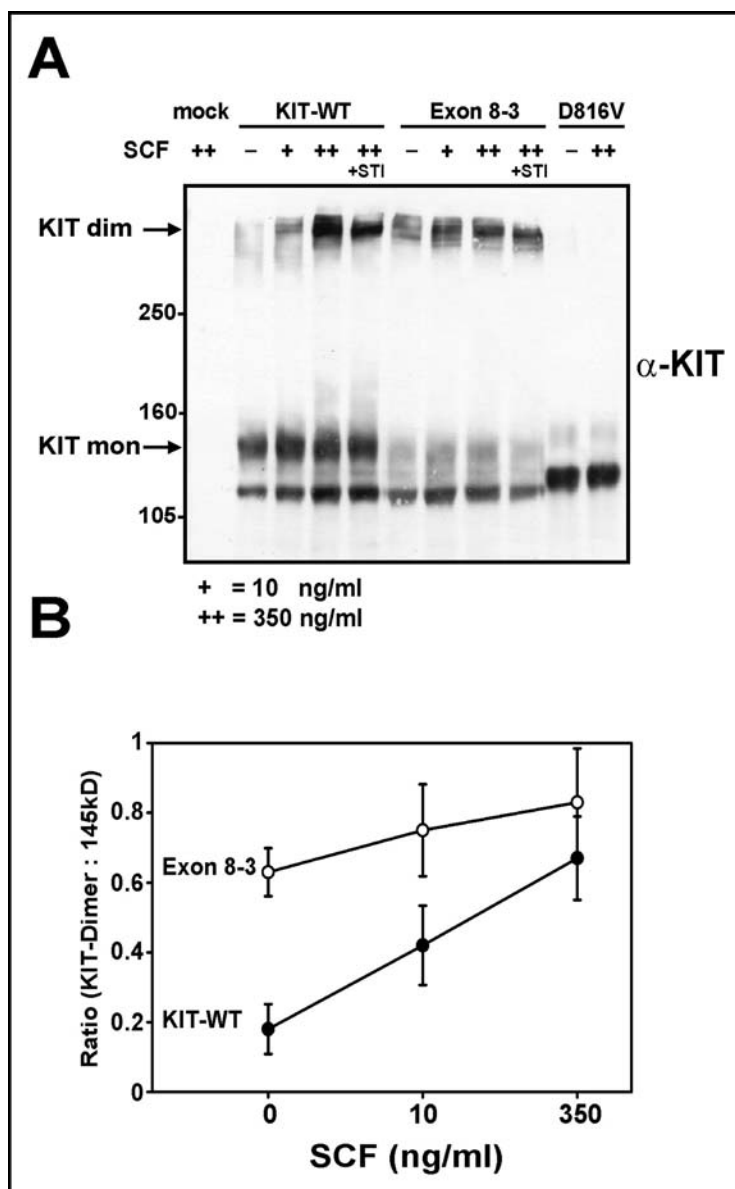 A
mock KIT-WT Exon 8-3 D816V
SCF ++ – + ++ ++ – + ++ ++ – ++
+STI +STI
KIT dim
250
α-KIT
160
KIT mon
105
+ = 10 ng/ml
++ = 350 ng/ml
B
Ratio (KIT-Dimer : 145kD)
1
0.8
Exon 8-3
0.6
0.4
KIT-WT
0.2
0
0 10 350
SCF (ng/ml)